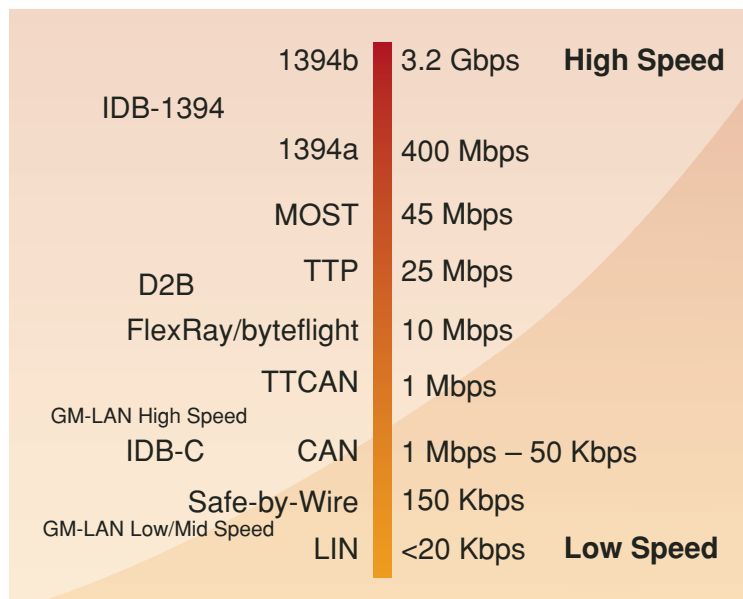 1394b 3.2 Gbps High Speed
IDB-1394
1394a 400 Mbps
MOST 45 Mbps
TTP 25 Mbps
D2B
FlexRay/byteflight 10 Mbps
TTCAN 1 Mbps
GM-LAN High Speed
IDB-C CAN 1 Mbps – 50 Kbps
Safe-by-Wire 150 Kbps
GM-LAN Low/Mid Speed
LIN <20 Kbps Low Speed